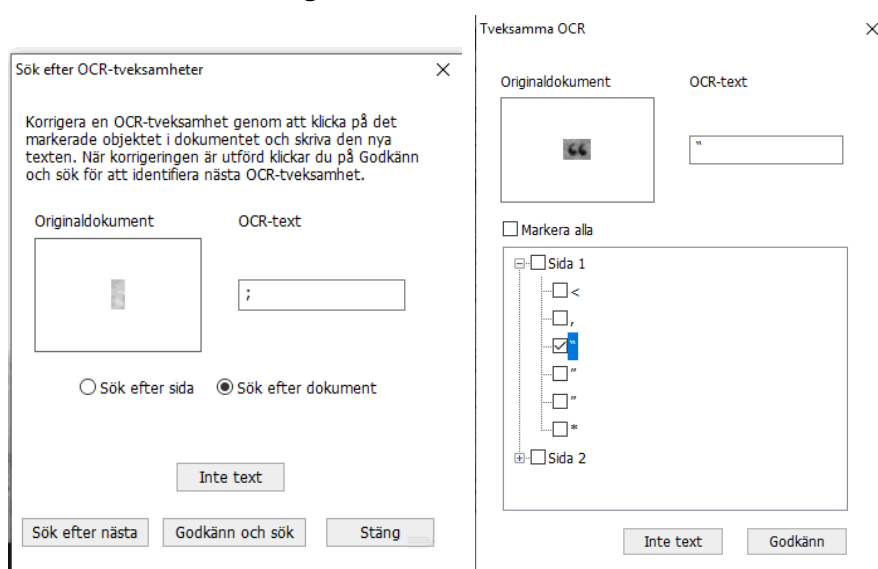 Sök efter OCR-tveksamheter
Korrigera en OCR-tveksamhet genom att klicka på det
markerade objektet i dokumentet och skriva den nya
texten. När korrigeringen är utförd klickar du på Godkänn
och sök för att identifiera nästa OCR-tveksamhet.
Originaldokument OCR-text
;
Sök efter sida Sök efter dokument
Inte text
Sök efter nästa Godkänn och sök Stäng
Tveksamma OCR
Originaldokument OCR-text
“ “
Markera alla
Sida 1
<
,
“
”
”
*
Sida 2
Inte text Godkänn